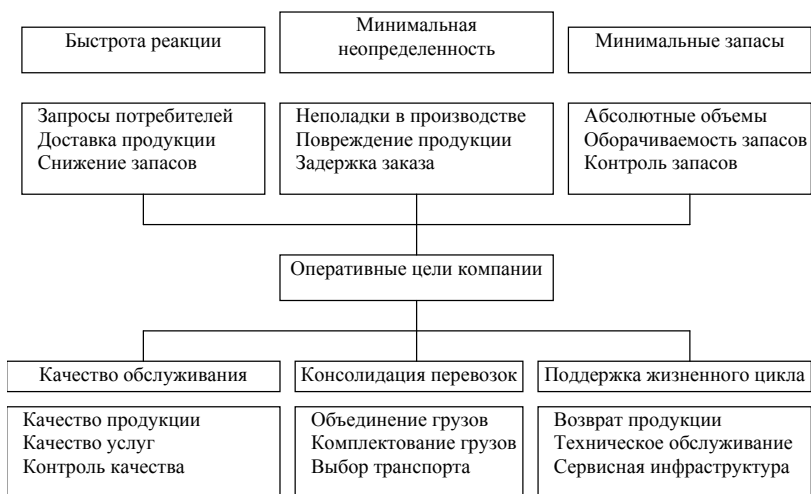 Быстрота реакции
Минимальная
неопределенность
Минимальные запасы
Запросы потребителей
Доставка продукции
Снижение запасов
Неполадки в производстве
Повреждение продукции
Задержка заказа
Абсолютные объемы
Оборачиваемость запасов
Контроль запасов
Оперативные цели компании
Качество обслуживания
Консолидация перевозок
Поддержка жизненного цикла
Качество продукции
Качество услуг
Контроль качества
Объединение грузов
Комплектование грузов
Выбор транспорта
Возврат продукции
Техническое обслуживание
Сервисная инфраструктура